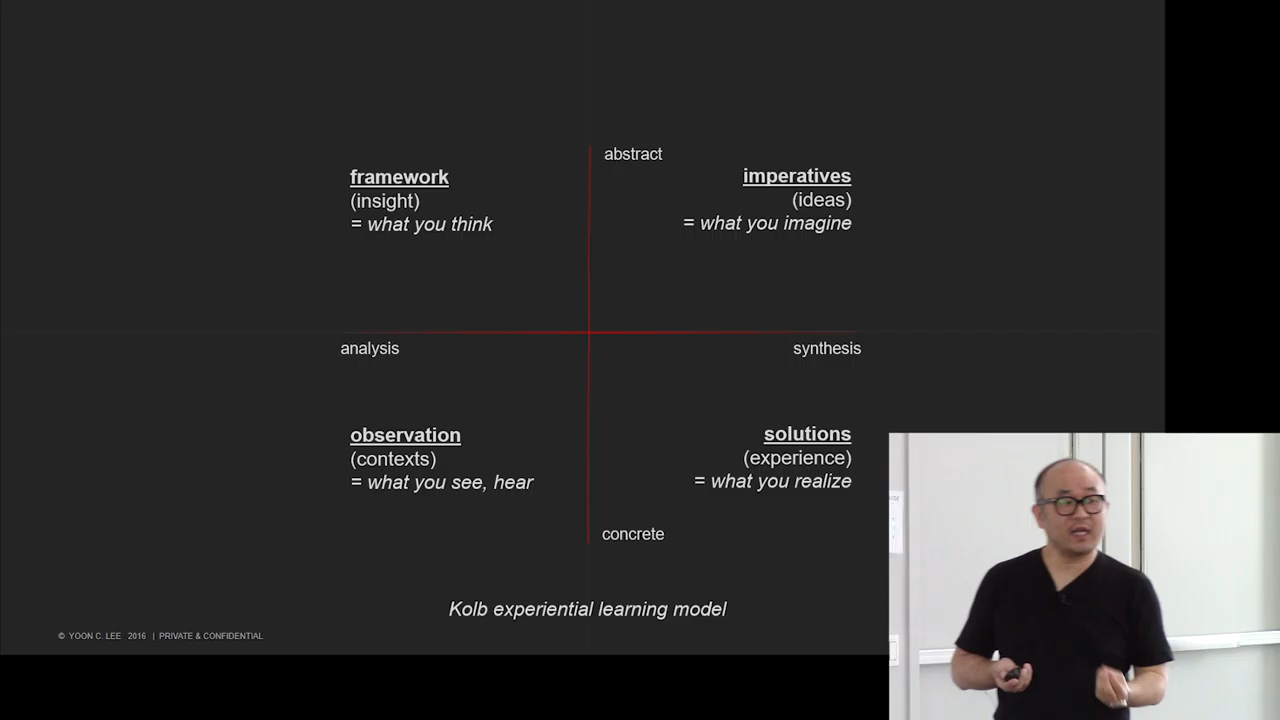 abstract
framework
(insight)
= what you think
imperatives
(ideas)
= what you imagine
analysis
synthesis
observation
(contexts)
= what you see, hear
solutions
(experience)
= what you realize
concrete
Kolb experiential learning model
© YOON C. LEE 2016 | PRIVATE & CONFIDENTIAL